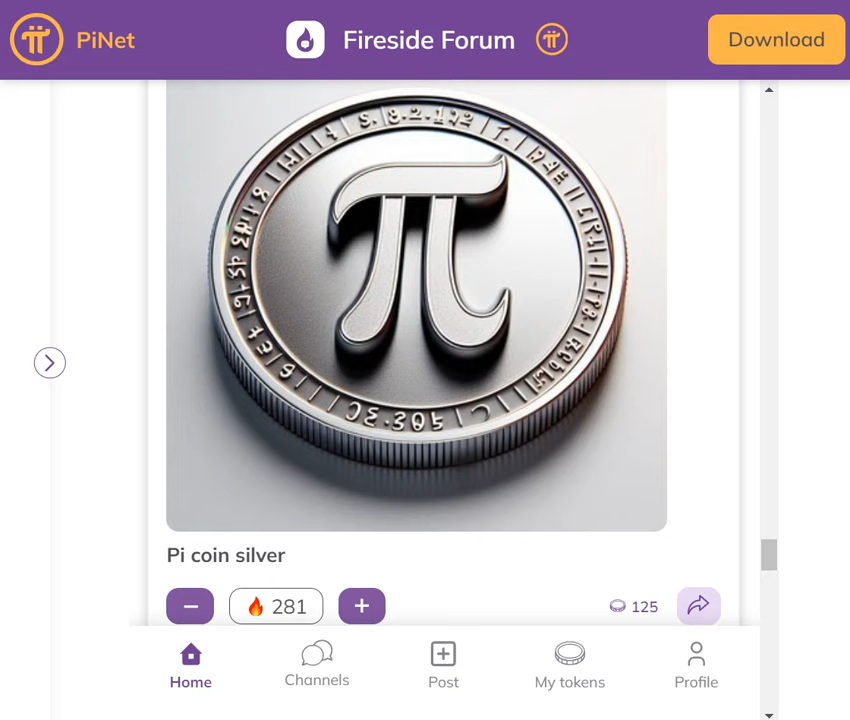 PiNet
Fireside Forum
Download
π
Pi coin silver
− 🔥 281 +
125
Home
Channels
Post
My tokens
Profile